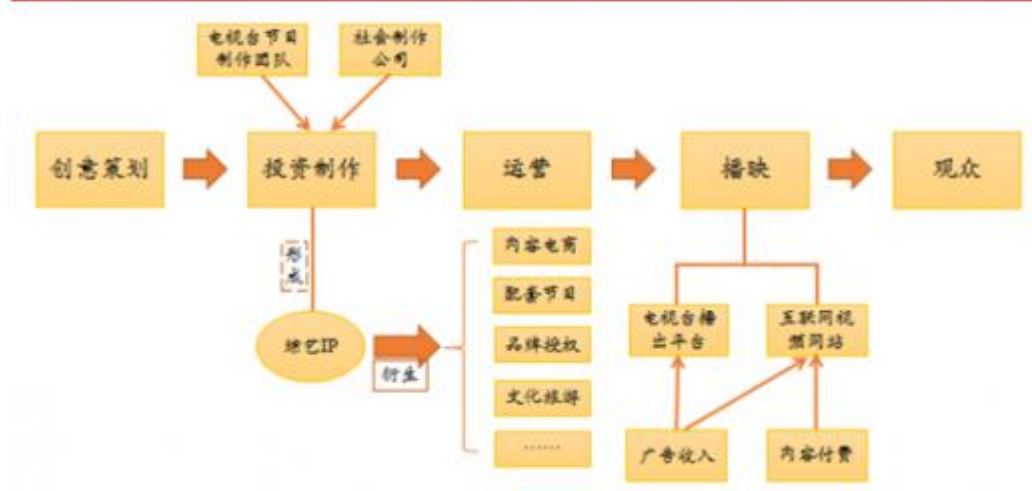 电视台节目
制作团队
社会制作
公司
创意策划
投资制作
运营
播映
观众
形
成
综艺IP
衍生
内容电商
配套节目
品牌授权
文化旅游
......
电视台播
出平台
互联网视
频网站
广告收入
内容付费